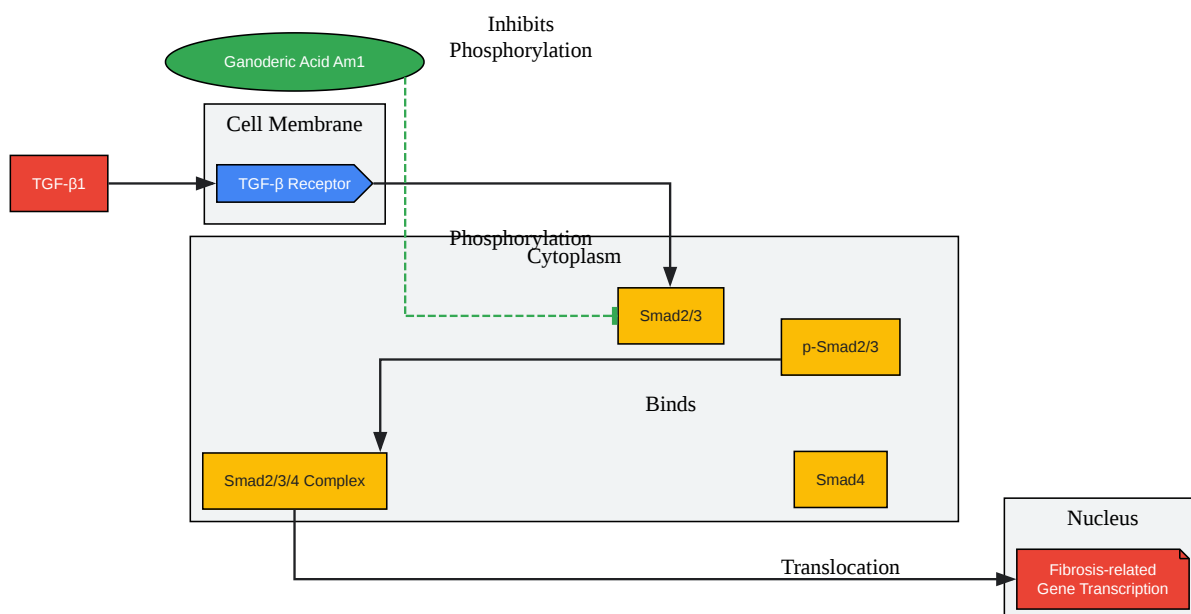 Inhibits
Phosphorylation
Ganoderic Acid Am1
Cell Membrane
TGF-β1
TGF-β Receptor
Phosphorylation
Cytoplasm
Smad2/3
p-Smad2/3
Binds
Smad2/3/4 Complex
Smad4
Nucleus
Translocation
Fibrosis-related
Gene Transcription